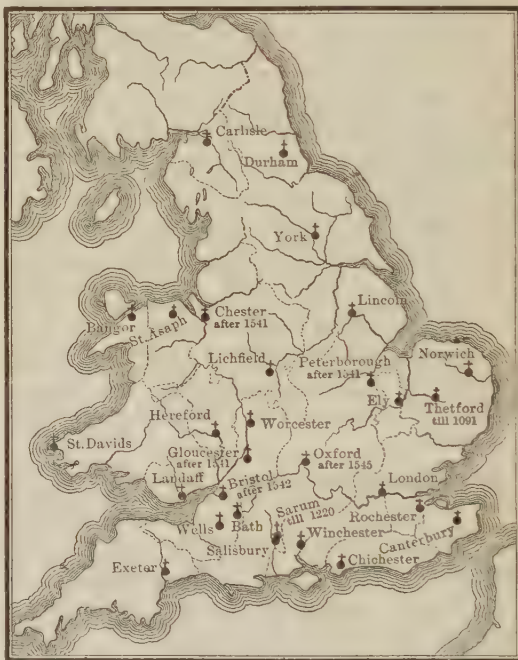 Carlisle
Durham
York
Lincoln
Bangor
St. Asaph
Chester
after 1541
Lichfield
Peterborough
after 1541
Norwich
Ely
Thetford
till 1091
Hereford
Worcester
St. Davids
Gloucester
after 1541
Oxford
after 1545
Landaff
Bristol
after 1542
London
Rochester
Canterbury
Wells
Bath
Sarum
till 1220
Salisbury
Winchester
Chichester
Exeter